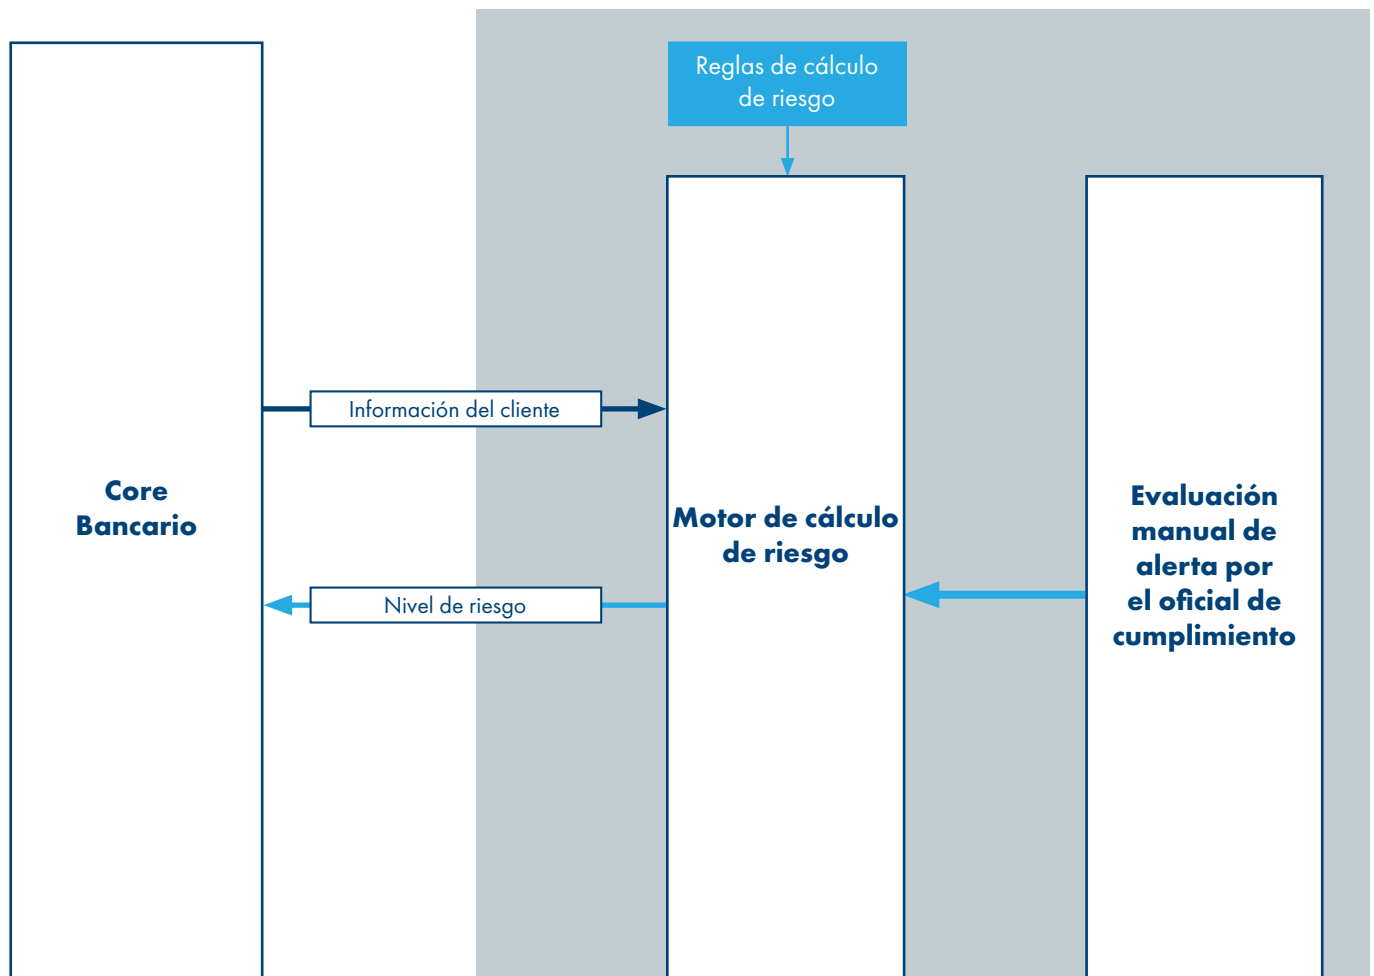 Reglas de cálculo
de riesgo
Información del cliente
Core
Bancario
Motor de cálculo
de riesgo
Evaluación
manual de
alerta por
el oficial de
cumplimiento
Nivel de riesgo